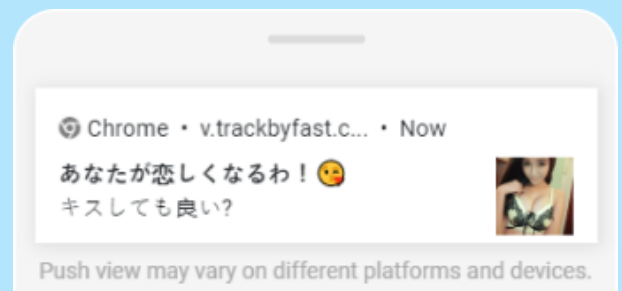 Chrome • v.trackbyfast.c... • Now
あなたが恋しくなるわ！😘
キスしても良い?
Push view may vary on different platforms and devices.